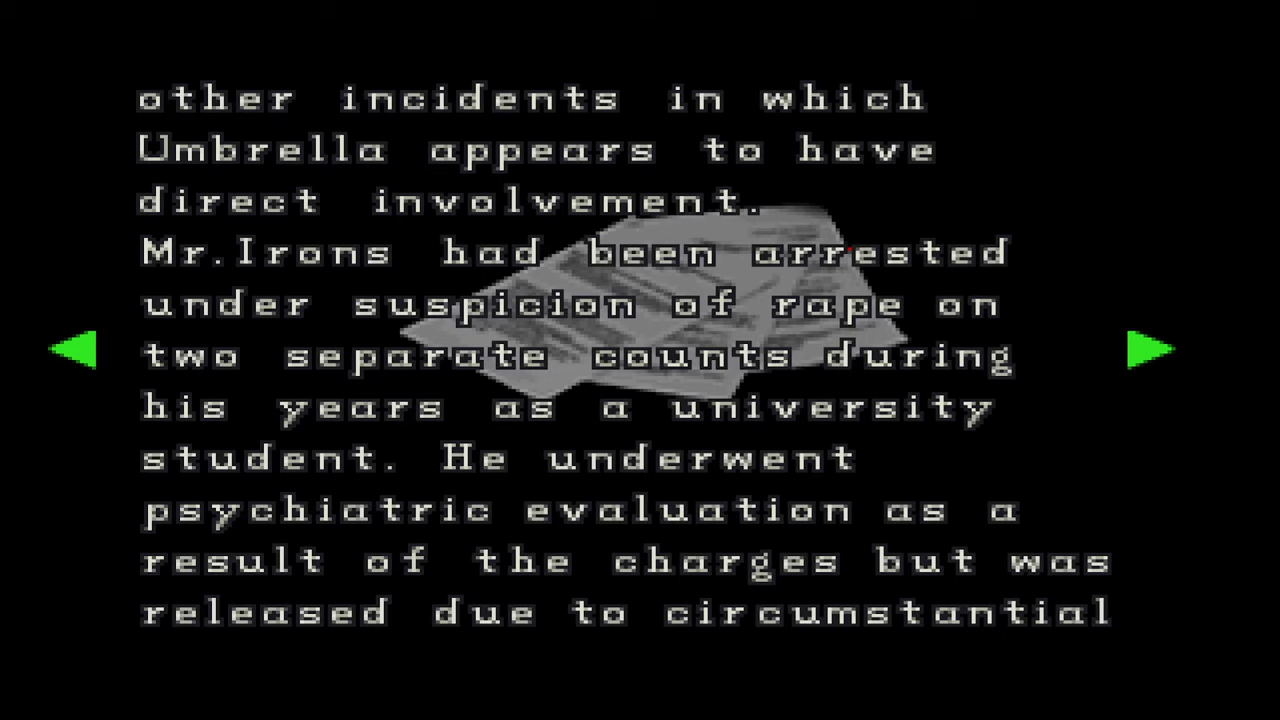 other incidents in which
Umbrella appears to have
direct involvement.
Mr.Irons had been arrested
under suspicion of rape on
two separate counts during
his years as a university
student. He underwent
psychiatric evaluation as a
result of the charges but was
released due to circumstantial